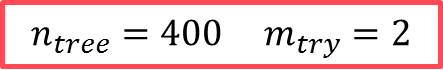 n_tree = 400 m_try = 2